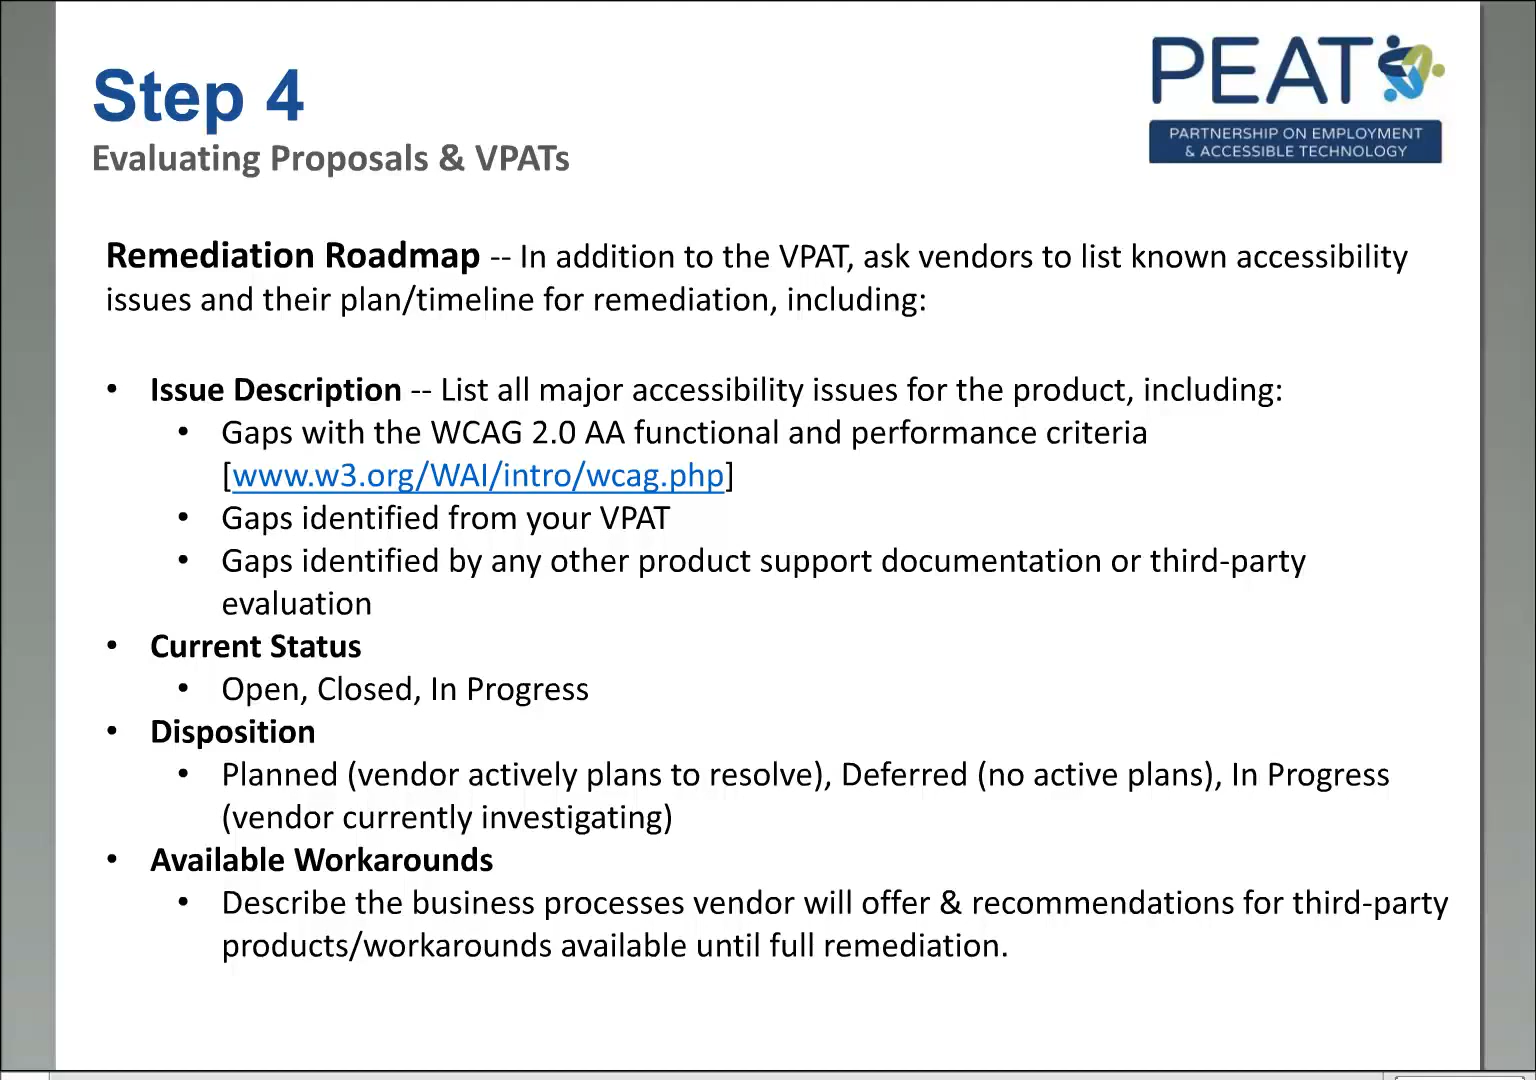 Step 4
Evaluating Proposals & VPATs
PEAT
PARTNERSHIP ON EMPLOYMENT
& ACCESSIBLE TECHNOLOGY
Remediation Roadmap -- In addition to the VPAT, ask vendors to list known accessibility
issues and their plan/timeline for remediation, including:
• Issue Description -- List all major accessibility issues for the product, including:
• Gaps with the WCAG 2.0 AA functional and performance criteria
[www.w3.org/WAI/intro/wcag.php]
• Gaps identified from your VPAT
• Gaps identified by any other product support documentation or third-party
evaluation
• Current Status
• Open, Closed, In Progress
• Disposition
• Planned (vendor actively plans to resolve), Deferred (no active plans), In Progress
(vendor currently investigating)
• Available Workarounds
• Describe the business processes vendor will offer & recommendations for third-party
products/workarounds available until full remediation.